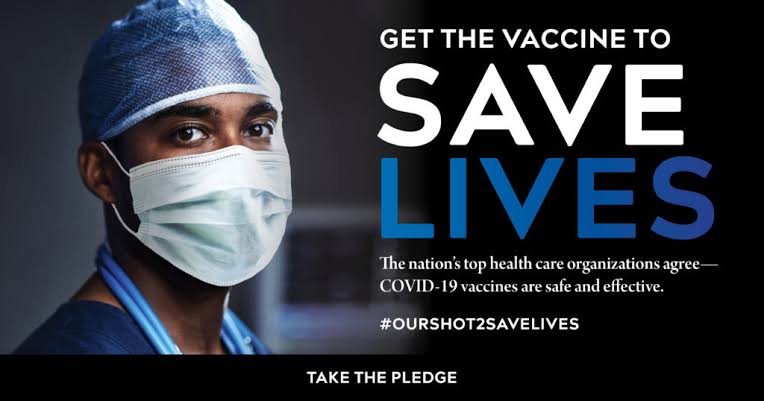 GET THE VACCINE TO
SAVE
LIVES
The nation's top health care organizations agree—
COVID-19 vaccines are safe and effective.
#OURSHOT2SAVELIVES
TAKE THE PLEDGE